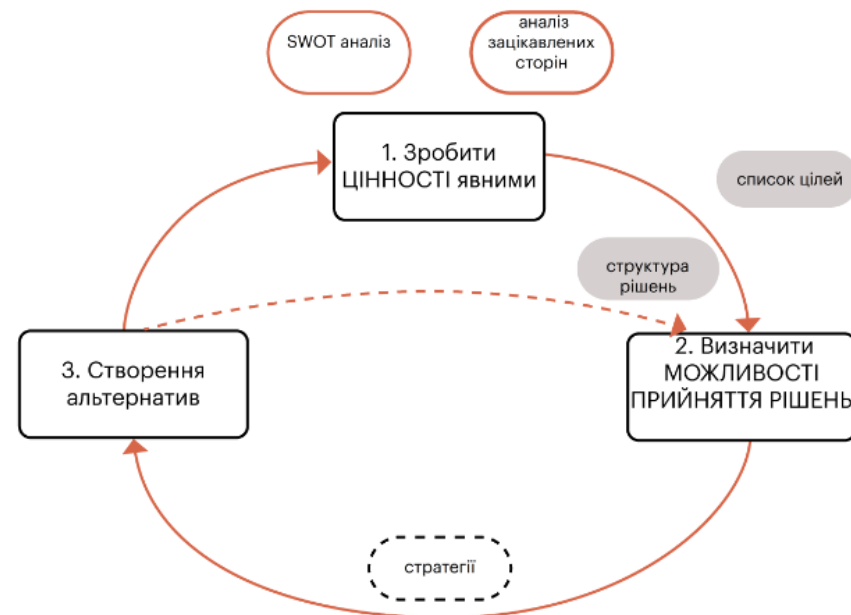 SWOT аналіз
аналіз
зацікавлених
сторін
1. Зробити
ЦІННОСТІ явними
список цілей
структура
рішень
3. Створення
альтернатив
2. Визначити
МОЖЛИВОСТІ
ПРИЙНЯТТЯ РІШЕНЬ
стратегії